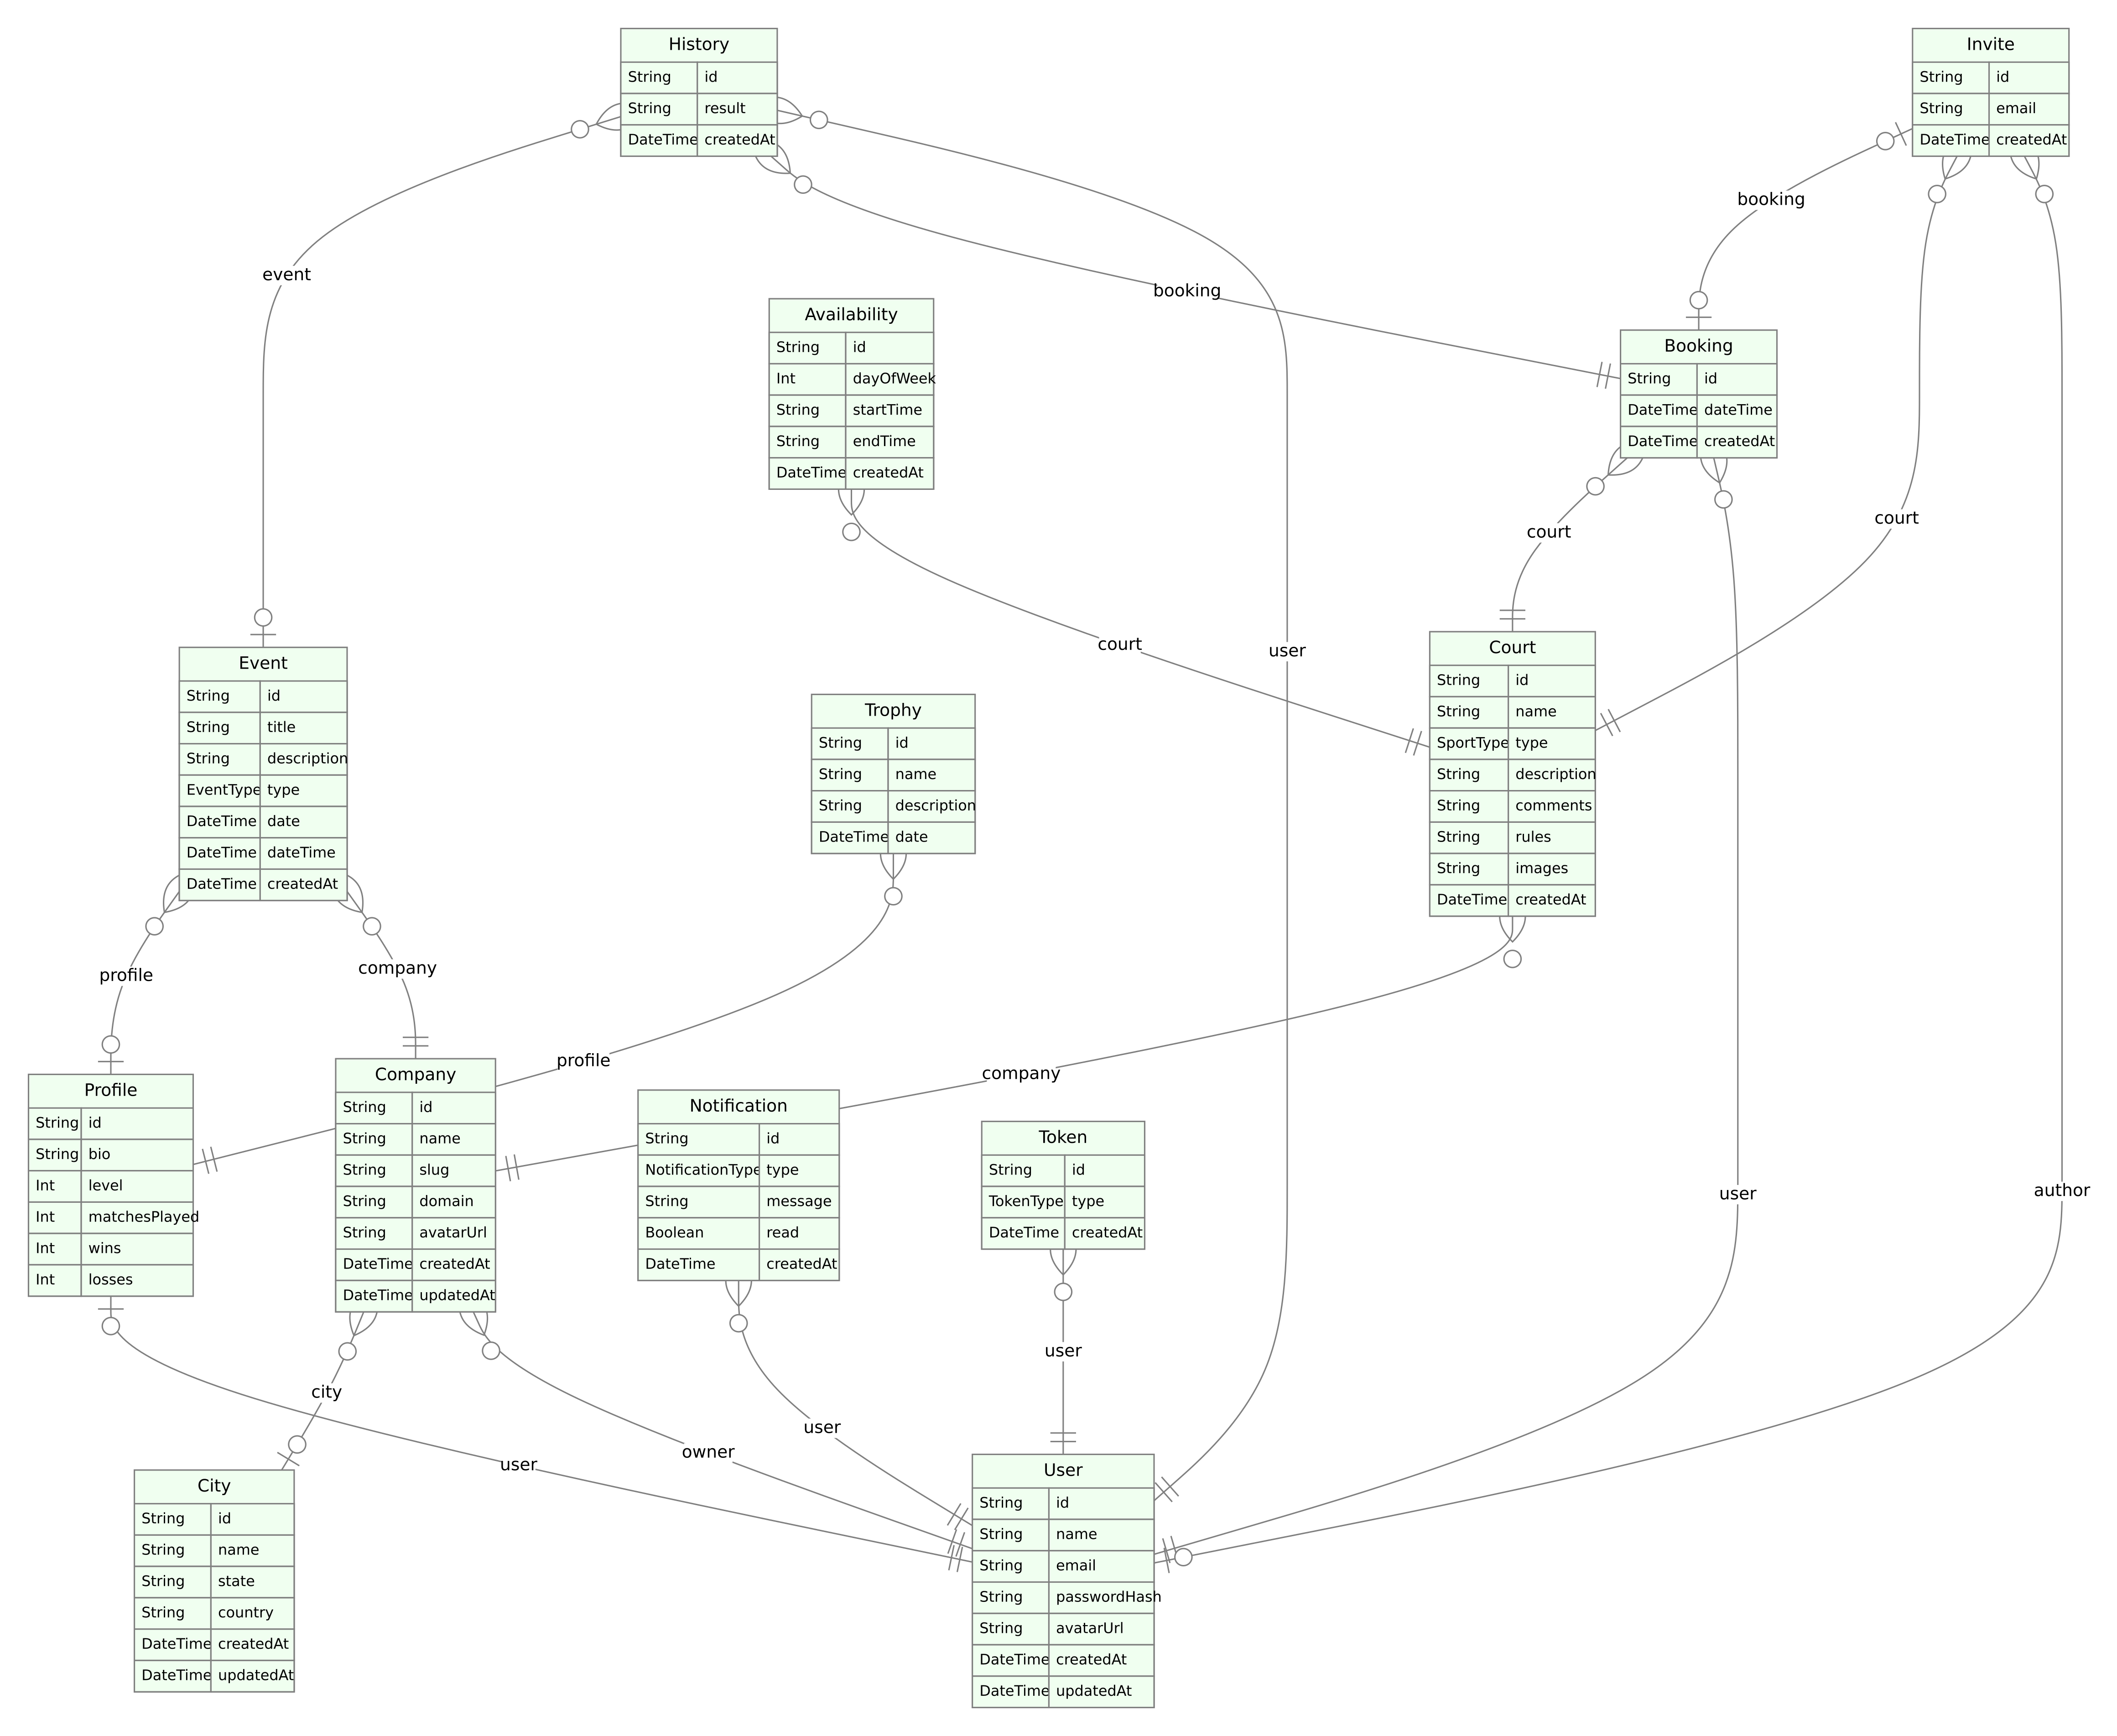 History
String id
String result
DateTime createdAt
Invite
String id
String email
DateTime createdAt
booking
event
booking
Availability
String id
Int dayOfWeek
String startTime
String endTime
DateTime createdAt
Booking
String id
DateTime dateTime
DateTime createdAt
court
court
court
user
Event
String id
String title
String description
EventType type
DateTime date
DateTime dateTime
DateTime createdAt
Trophy
String id
String name
String description
DateTime date
Court
String id
String name
SportType type
String description
String comments
String rules
String images
DateTime createdAt
profile
company
profile
company
Profile
String id
String bio
Int level
Int matchesPlayed
Int wins
Int losses
Company
String id
String name
String slug
String domain
String avatarUrl
DateTime createdAt
DateTime updatedAt
Notification
String id
NotificationType type
String message
Boolean read
DateTime createdAt
Token
String id
TokenType type
DateTime createdAt
user
author
user
city
user
owner
user
City
String id
String name
String state
String country
DateTime createdAt
DateTime updatedAt
User
String id
String name
String email
String passwordHash
String avatarUrl
DateTime createdAt
DateTime updatedAt